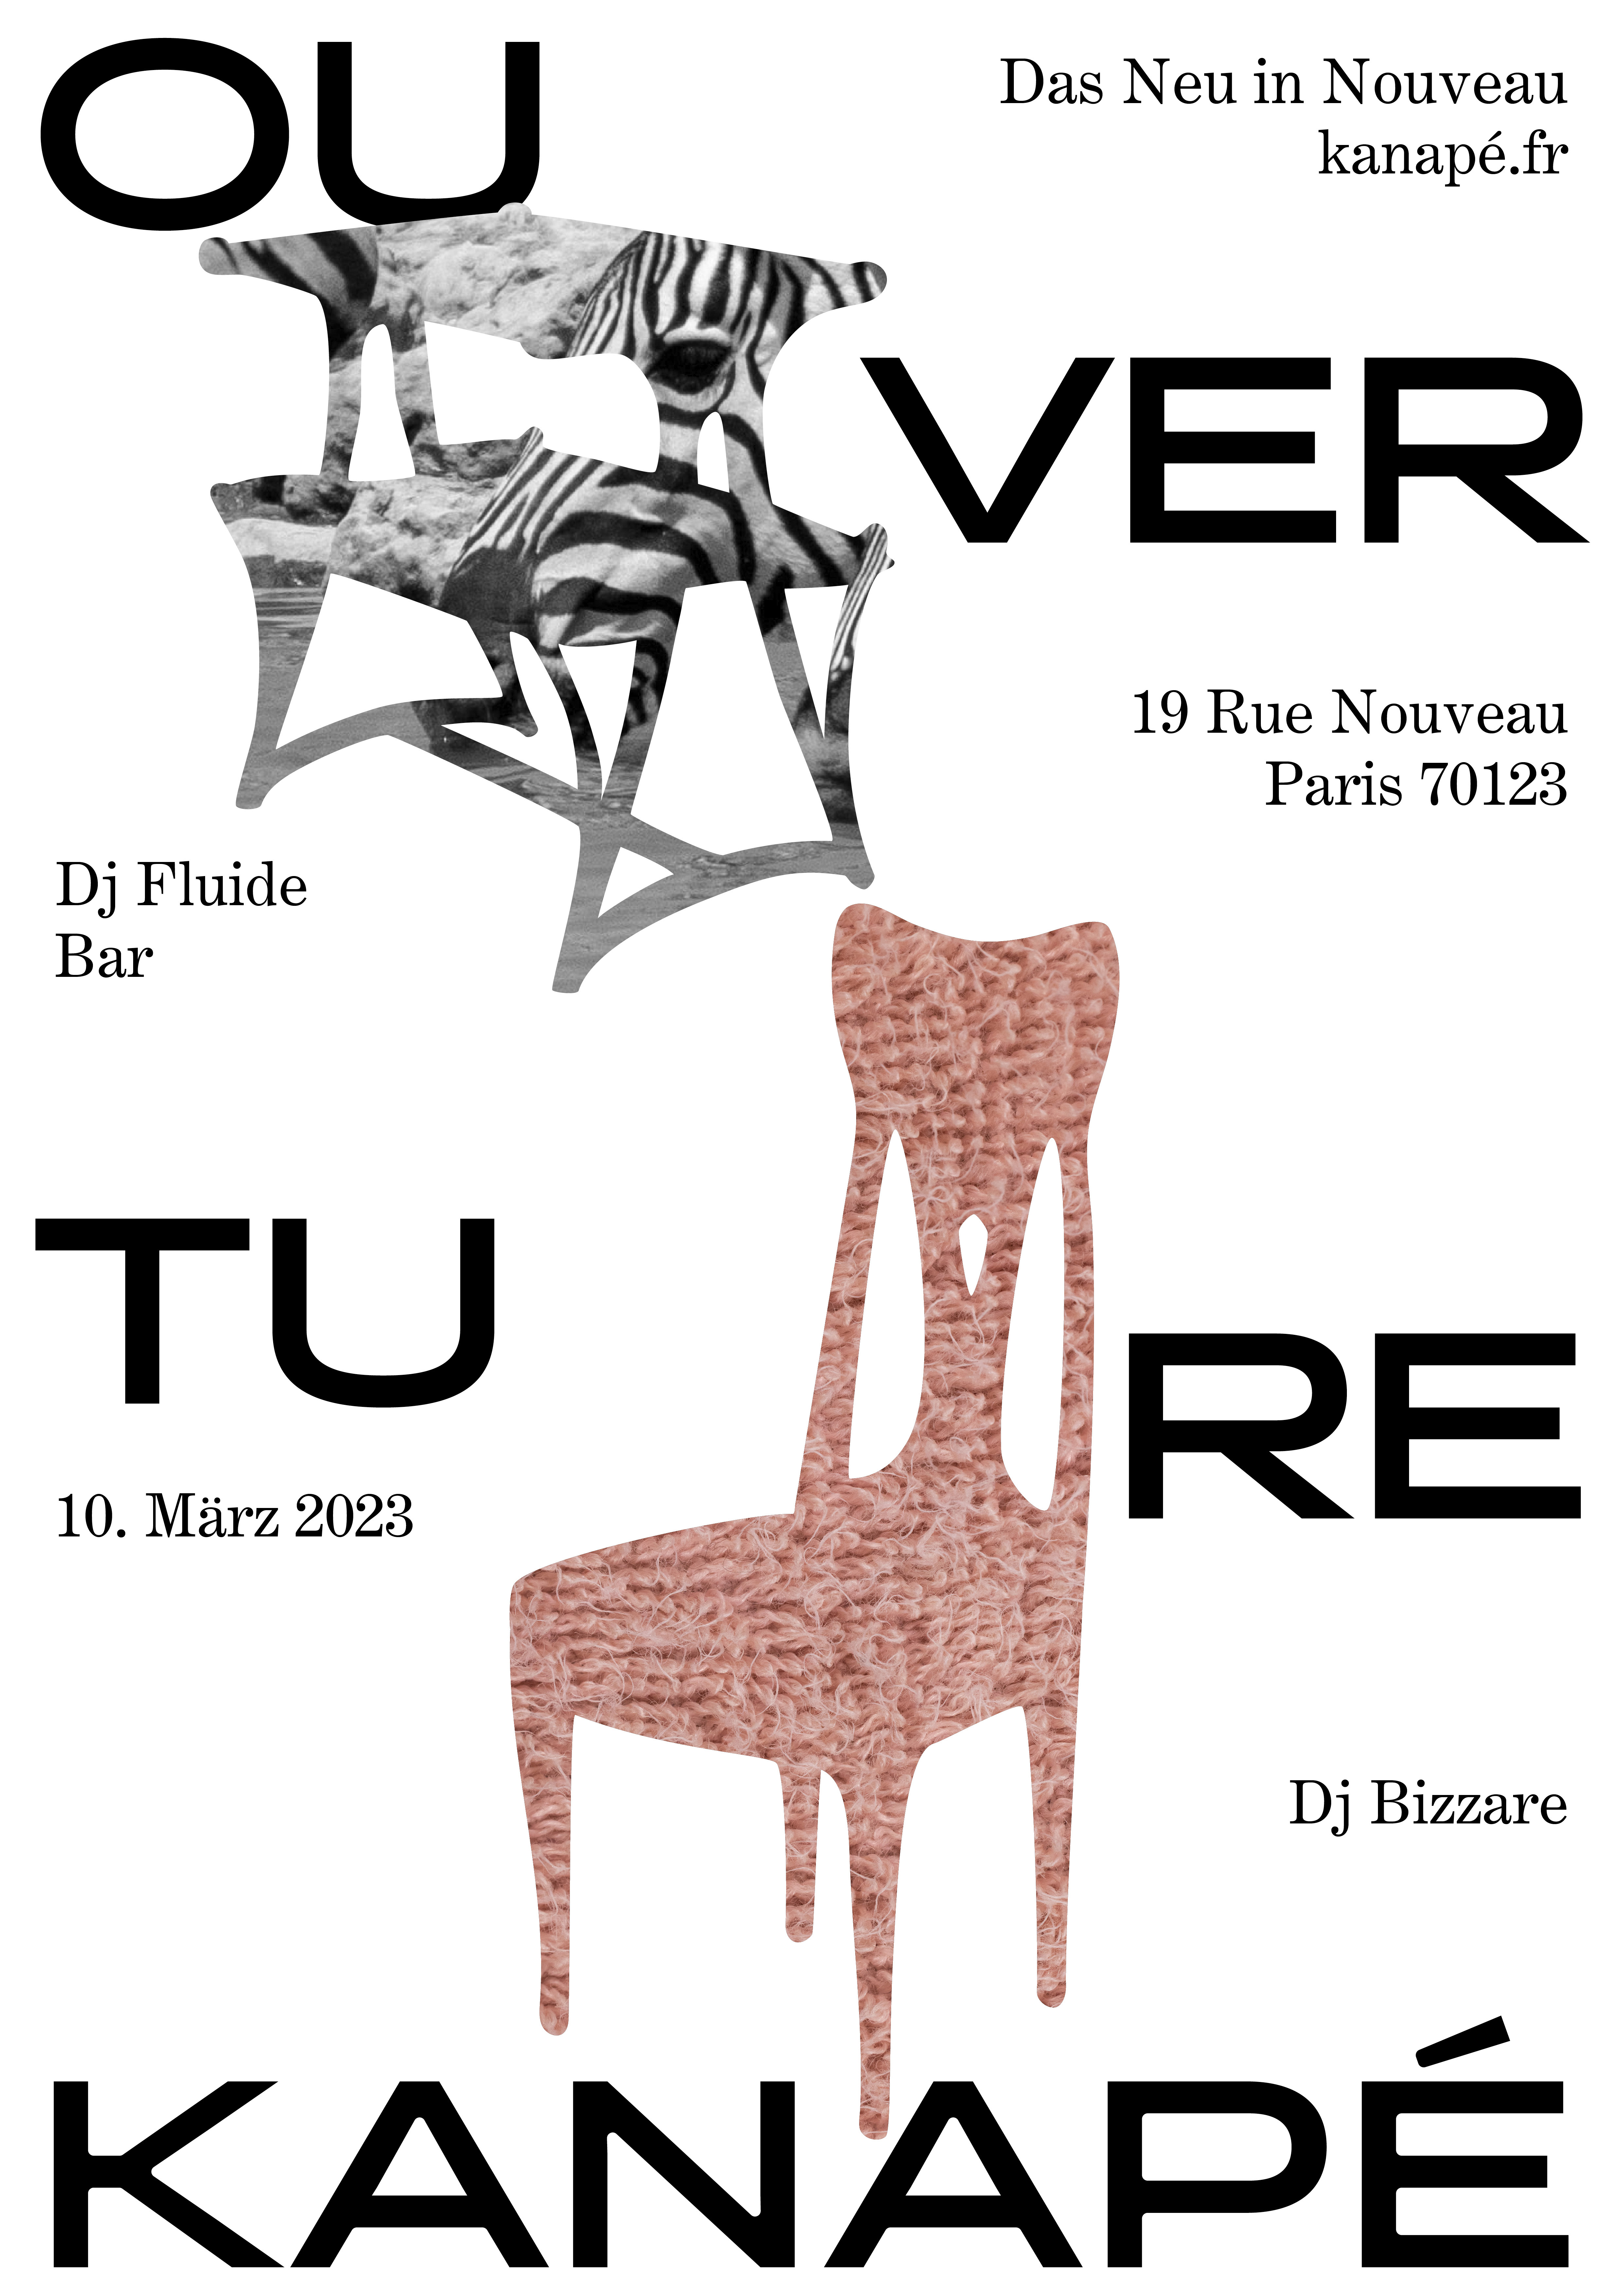 OU
Das Neu in Nouveau
kanapé.fr
VER
19 Rue Nouveau
Paris 70123
Dj Fluide
Bar
TU
RE
10. März 2023
Dj Bizzare
KANAPÉ